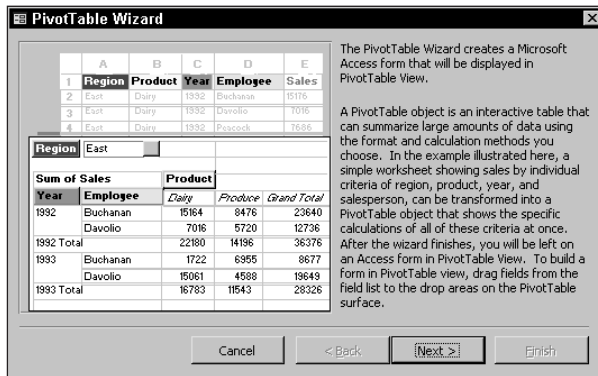 PivotTable Wizard
A B C D E
1 Region Product Year Employee Sales
2 East Dairy 1992 Buchanan 15176
3 East Dairy 1992 Davolio 7016
4 East Dairy 1992 Peacock 7686
Region East
Sum of Sales Product
Year Employee Dairy Produce Grand Total
1992 Buchanan 15164 8476 23640
Davolio 7016 5720 12736
1992 Total 22180 14196 36376
1993 Buchanan 1722 6955 8677
Davolio 15061 4588 19649
1993 Total 16783 11543 28326
The PivotTable Wizard creates a Microsoft
Access form that will be displayed in
PivotTable View.
A PivotTable object is an interactive table that
can summarize large amounts of data using
the format and calculation methods you
choose. In the example illustrated here, a
simple worksheet showing sales by individual
criteria of region, product, year, and
salesperson, can be transformed into a
PivotTable object that shows the specific
calculations of all of these criteria at once.
After the wizard finishes, you will be left on
an Access form in PivotTable View. To build a
form in PivotTable view, drag fields from the
field list to the drop areas on the PivotTable
surface.
Cancel < Back Next > Finish